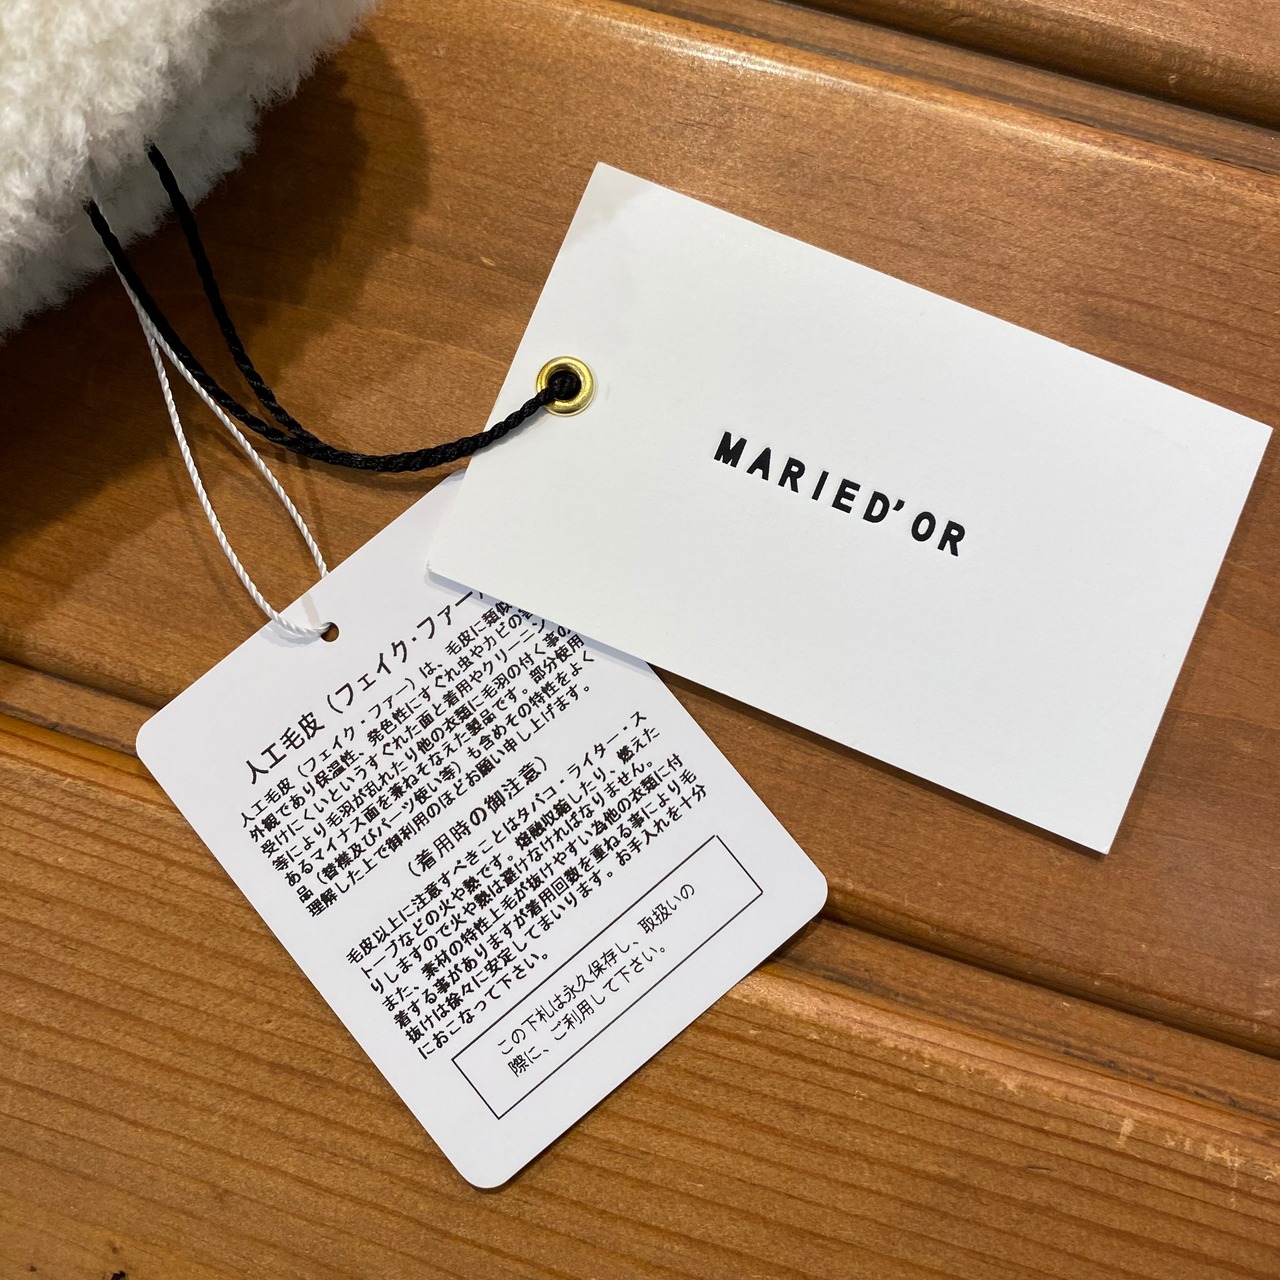 MARIED'OR
人工毛皮（フェイク・ファー
人工毛皮（フェイク・ファー）は、毛皮に類似
外観であり保温性、発色性にすぐれ虫やカビの
受けにくいというすぐれた面と着用やクリーニン
等により毛羽が乱れたり他の衣類に毛羽の付く事の
あるマイナス面を兼ねそなえた製品です。部分使用
品（替襟及びパーツ使い等）も含めその特性をよく
理解した上で御利用のほどお願い申し上げます。
（着用時の御注意）
毛皮以上に注意すべきことはタバコ・ライター・ス
トーブなどの火や熱です。熔融収縮したり、燃えた
りしますので火や熱は避けなければなりません。
また、素材の特性上毛が抜けやすい為他の衣類に付
着する事がありますが着用回数を重ねる事により毛
抜けは徐々に安定してまいります。お手入れを十分
におこなって下さい。
この下札は永久保存し、取扱いの
際に、ご利用して下さい。